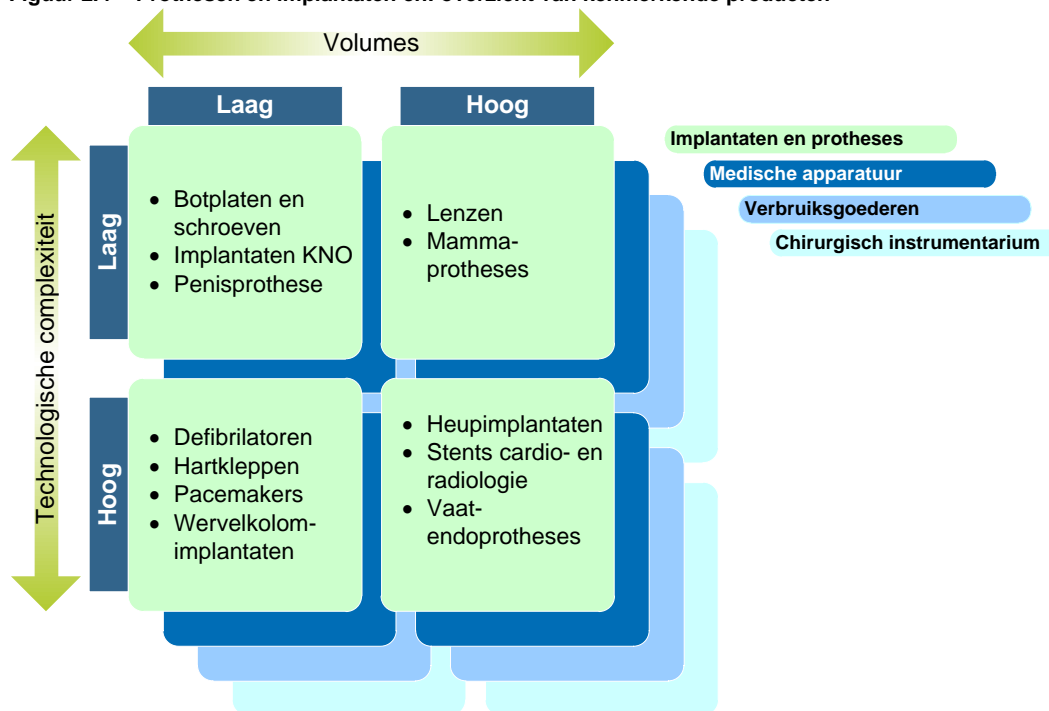 Volumes
Laag
Hoog
Implantaten en protheses
Medische apparatuur
Verbruiksgoederen
Chirurgisch instrumentarium
Technologische complexiteit
Laag
• Botplaten en
schroeven
• Implantaten KNO
• Penisprothese
• Lenzen
• Mamma-
protheses
Hoog
• Defibrilatoren
• Hartkleppen
• Pacemakers
• Wervelkolom-
implantaten
• Heupimplantaten
• Stents cardio- en
radiologie
• Vaat-
endoprotheses